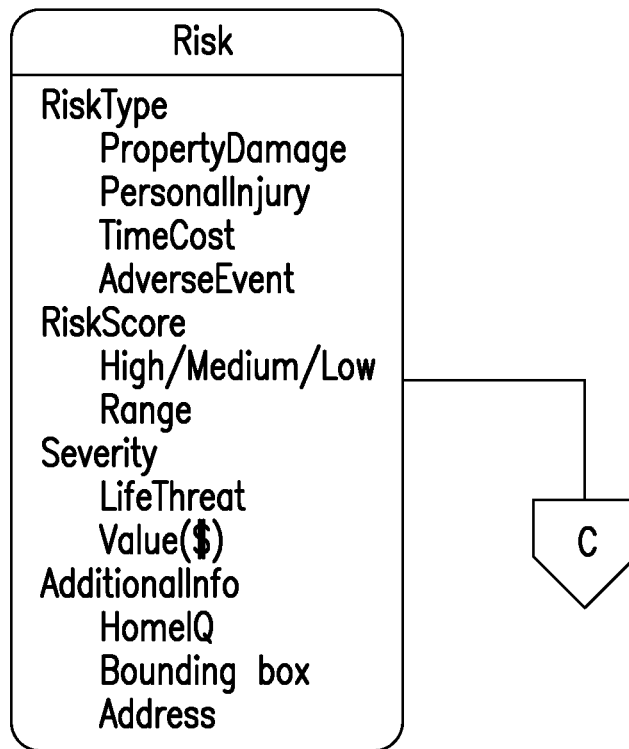 Risk
RiskType
PropertyDamage
PersonalInjury
TimeCost
AdverseEvent
RiskScore
High/Medium/Low
Range
Severity
LifeThreat
Value($)
AdditionalInfo
HomeIQ
Bounding box
Address
C